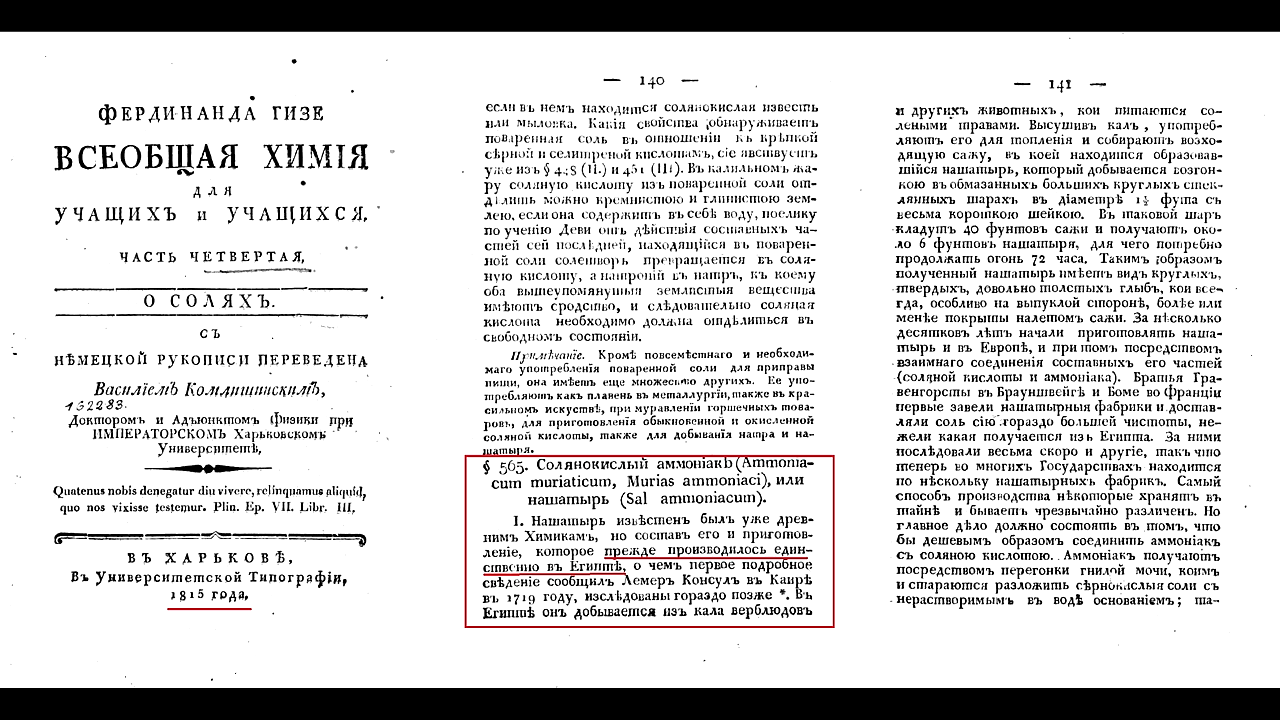 ФЕРДИНАНДА ГИЗЕ
ВСЕОБЩАЯ ХИМІЯ
ДЛЯ
УЧАЩИХЪ и УЧАЩИХСЯ,
ЧАСТЬ ЧЕТВЕРТАЯ,
О СОЛЯХЪ.
СЪ
НѢМЕЦКОЙ РУКОПИСИ ПЕРЕВЕДЕНА
Василіемъ Комлишинскимъ,
132283.
Докторомъ и Адъюнктомъ Физики при
ИМПЕРАТОРСКОМЪ Харьковскомъ
Университетѣ,
Quatenus nobis denegatur diu vivere, relinquamus aliquid,
quo nos vixisse testemur. Plin. Ep. VII. Libr. III.
ВЪ ХАРЬКОВѢ,
Въ Университетской Типографіи,
1815 года,
— 140 —
если въ немъ находится солянокислая известь
или мыловка. Какія свойства обнаруживаетъ
поваренная соль въ отношеніи къ крѣпкой
сѣрной и селитреной кислотамъ, сіе явствуетъ
уже изъ § 448 (II.) и 451 (III). Въ калильномъ жа-
ру соляную кислоту изъ поваренной соли от-
дѣлить можно кремнистою и глинистою зем-
лею, если она содержитъ въ себѣ воду, поелику
по ученію Деви отъ дѣйствія составныхъ ча-
стей сей послѣдней, находящійся въ поварен-
ной соли солетворъ превращается въ соля-
ную кислоту, а натроній въ натръ, къ коему
оба вышеупомянутыя землистыя вещества
имѣютъ сродство, и слѣдовательно соляная
кислота необходимо должна отдѣлиться въ
свободномъ состояніи.
Примѣчаніе. Кромѣ повсемѣстнаго и необходи-
маго употребленія поваренной соли для приправы
пищи, она имѣетъ еще множество другихъ. Ее упо-
требляютъ какъ плавень въ металлургіи, также въ кра-
сильномъ искуствѣ, при муравленіи горшечныхъ това-
ровъ, для приготовленія обыкновенной и окисленной
соляной кислоты, также для добыванія натра и на-
шатыря.
§ 565. Солянокислый аммоніакъ (Ammonia-
cum muriaticum, Murias ammoniaci), или
нашатырь (Sal ammoniacum).
I. Нашатырь извѣстенъ былъ уже древ-
нимъ Химикамъ, но составъ его и приготов-
леніе, которое прежде производилось един-
ственно въ Египтѣ, о чемъ первое подробное
свѣденіе сообщилъ Лемеръ Консулъ въ Каирѣ
въ 1719 году, изслѣдованы гораздо позже *. Въ
Египтѣ онъ добывается изъ кала верблюдовъ
— 141 —
и другихъ животныхъ, кои питаются со-
леными травами. Высушивъ калъ, употреб-
ляютъ его для топленія и собираютъ возхо-
дящую сажу, въ коей находится образовав-
шійся нашатырь, который добывается возгон-
кою въ обмазанныхъ большихъ круглыхъ стек-
лянныхъ шарахъ въ діаметрѣ 1½ фута съ
весьма короткою шейкою. Въ таковой шаръ
кладутъ 40 фунтовъ сажи и получаютъ око-
ло 6 фунтовъ нашатыря, для чего потребно
продолжать огонь 72 часа. Такимъ образомъ
полученный нашатырь имѣетъ видъ круглыхъ,
твердыхъ, довольно толстыхъ глыбъ, кои все-
гда, особливо на выпуклой сторонѣ, болѣе или
менѣе покрыты налетомъ сажи. За нѣсколько
десятковъ лѣтъ начали приготовлять наша-
тырь и въ Европѣ, и при томъ посредствомъ
взаимнаго соединенія составныхъ его частей
(соляной кислоты и аммоніака). Братья Гра-
венгорсты въ Брауншвейгѣ и Боме во Франціи
первые завели нашатырныя фабрики и достав-
ляли соль сію гораздо большей чистоты, не-
жели какая получается изъ Египта. За ними
послѣдовали весьма скоро и другіе, такъ что
теперь во многихъ Государствахъ находится
по нѣскольку нашатырныхъ фабрик. Самый
способъ производства нѣкоторые хранятъ въ
тайнѣ и бываетъ чрезвычайно различенъ. Но
главное дѣло должно состоять въ томъ, что
бы дешевымъ образомъ соединить аммоніакъ
съ соляною кислотою. Аммоніакъ получаютъ
посредствомъ перегонки гнилой мочи, коимъ
и стараются разложить сѣрнокислыя соли съ
нерастворимымъ въ водѣ основаніемъ; та-